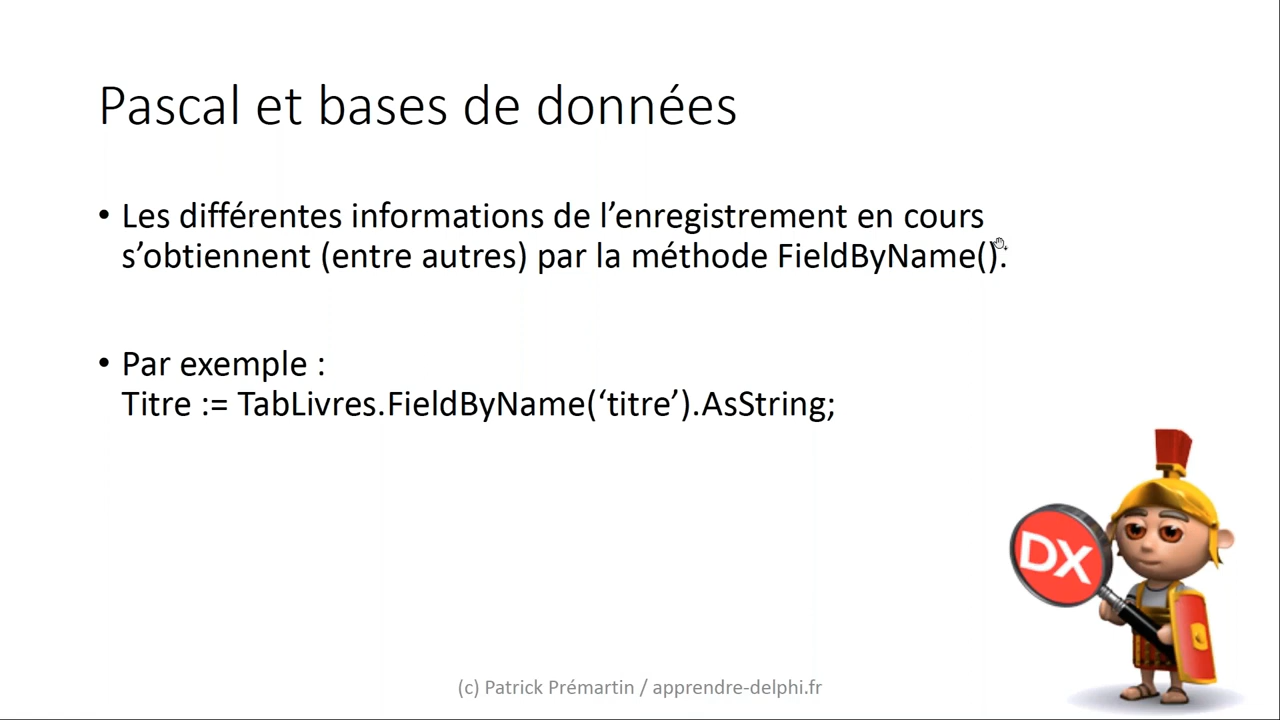 Pascal et bases de données
• Les différentes informations de l’enregistrement en cours
s’obtiennent (entre autres) par la méthode FieldByName().
• Par exemple :
Titre := TabLivres.FieldByName(‘titre’).AsString;
DX
(c) Patrick Prémartin / apprendre-delphi.fr